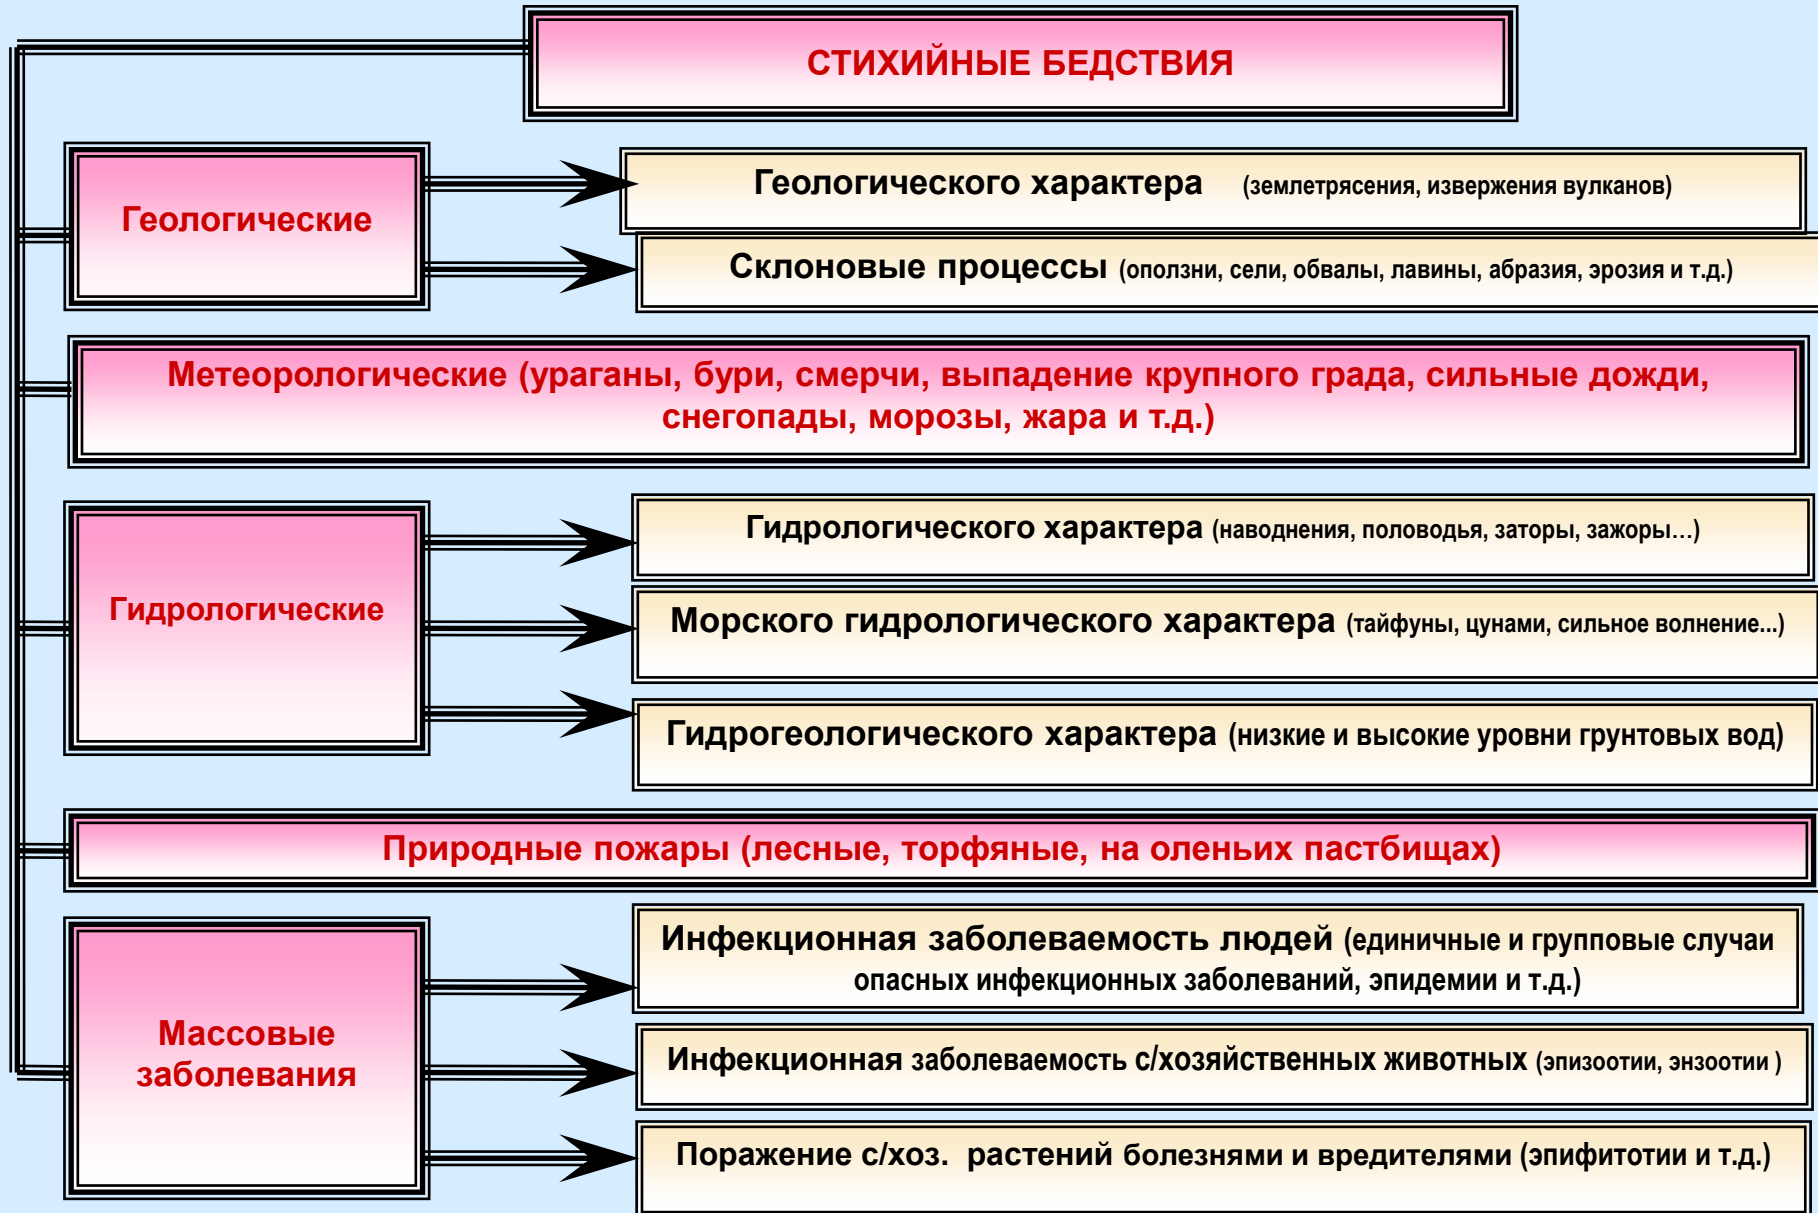 СТИХИЙНЫЕ БЕДСТВИЯ
Геологические
Геологического характера (землетрясения, извержения вулканов)
Склоновые процессы (оползни, сели, обвалы, лавины, абразия, эрозия и т.д.)
Метеорологические (ураганы, бури, смерчи, выпадение крупного града, сильные дожди,
снегопады, морозы, жара и т.д.)
Гидрологические
Гидрологического характера (наводнения, половодья, заторы, зажоры…)
Морского гидрологического характера (тайфуны, цунами, сильное волнение...)
Гидрогеологического характера (низкие и высокие уровни грунтовых вод)
Природные пожары (лесные, торфяные, на оленьих пастбищах)
Массовые
заболевания
Инфекционная заболеваемость людей (единичные и групповые случаи
опасных инфекционных заболеваний, эпидемии и т.д.)
Инфекционная заболеваемость с/хозяйственных животных (эпизоотии, энзоотии )
Поражение с/хоз. растений болезнями и вредителями (эпифитотии и т.д.)